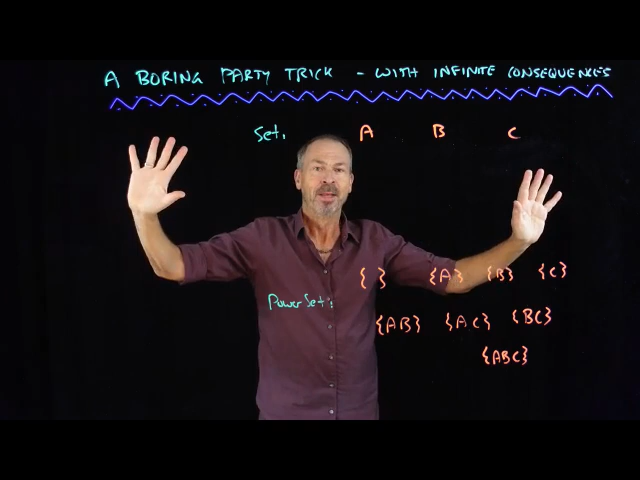 A BORING PARTY TRICK - WITH INFINITE CONSEQUENCES
Set: A B C
{ } {A} {B} {C}
Power Set:
{AB} {AC} {BC}
{ABC}